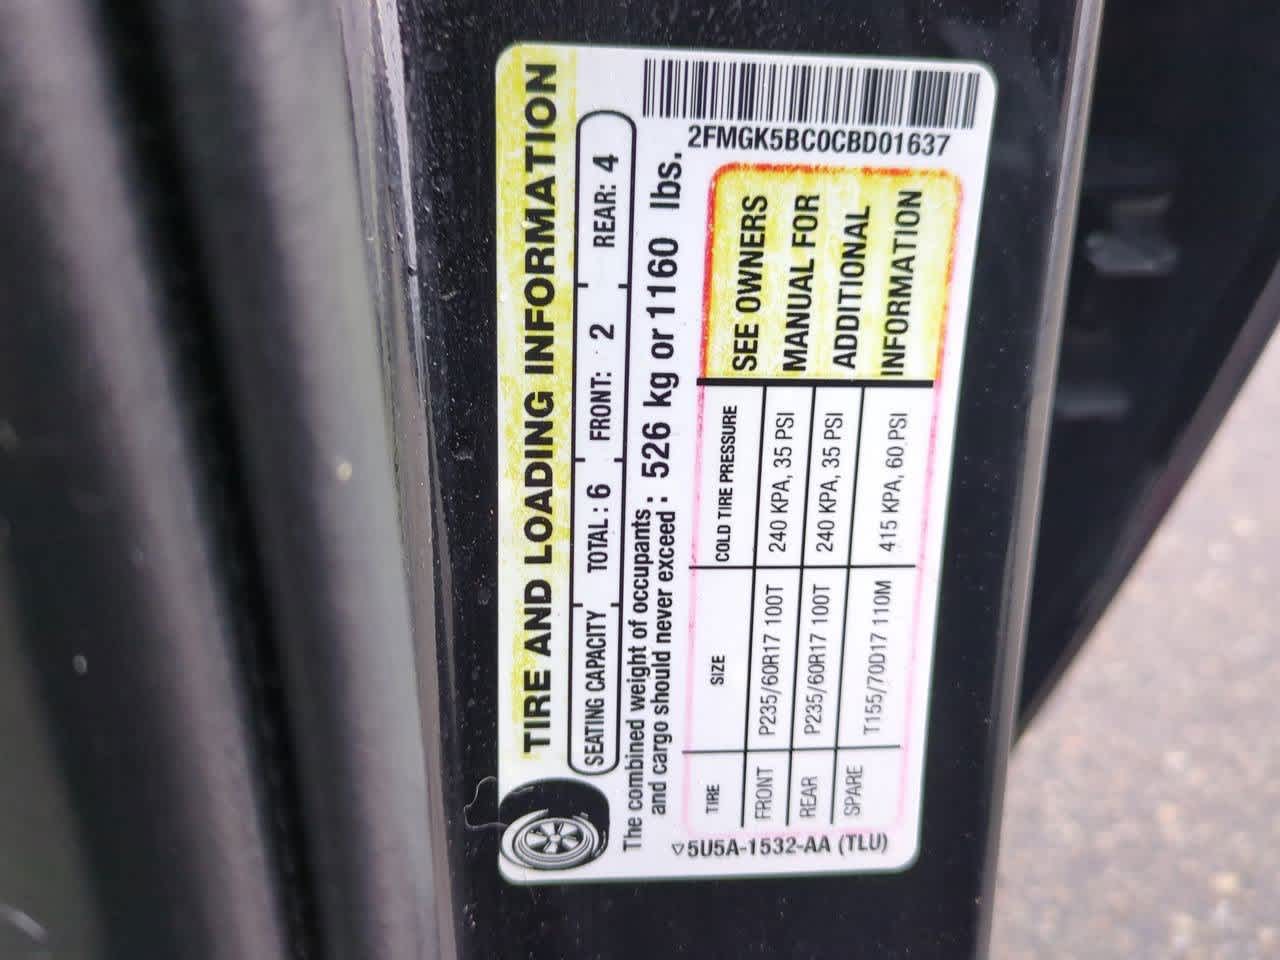 TIRE AND LOADING INFORMATION
SEATING CAPACITY TOTAL : 6 FRONT: 2 REAR: 4
The combined weight of occupants
and cargo should never exceed : 526 kg or 1160 lbs.
TIRE SIZE COLD TIRE PRESSURE
FRONT P235/60R17 100T 240 KPA, 35 PSI
REAR P235/60R17 100T 240 KPA, 35 PSI
SPARE T155/70D17 110M 415 KPA, 60 PSI
SEE OWNERS
MANUAL FOR
ADDITIONAL
INFORMATION
5U5A-1532-AA (TLU)
2FMGK5BC0CBD01637